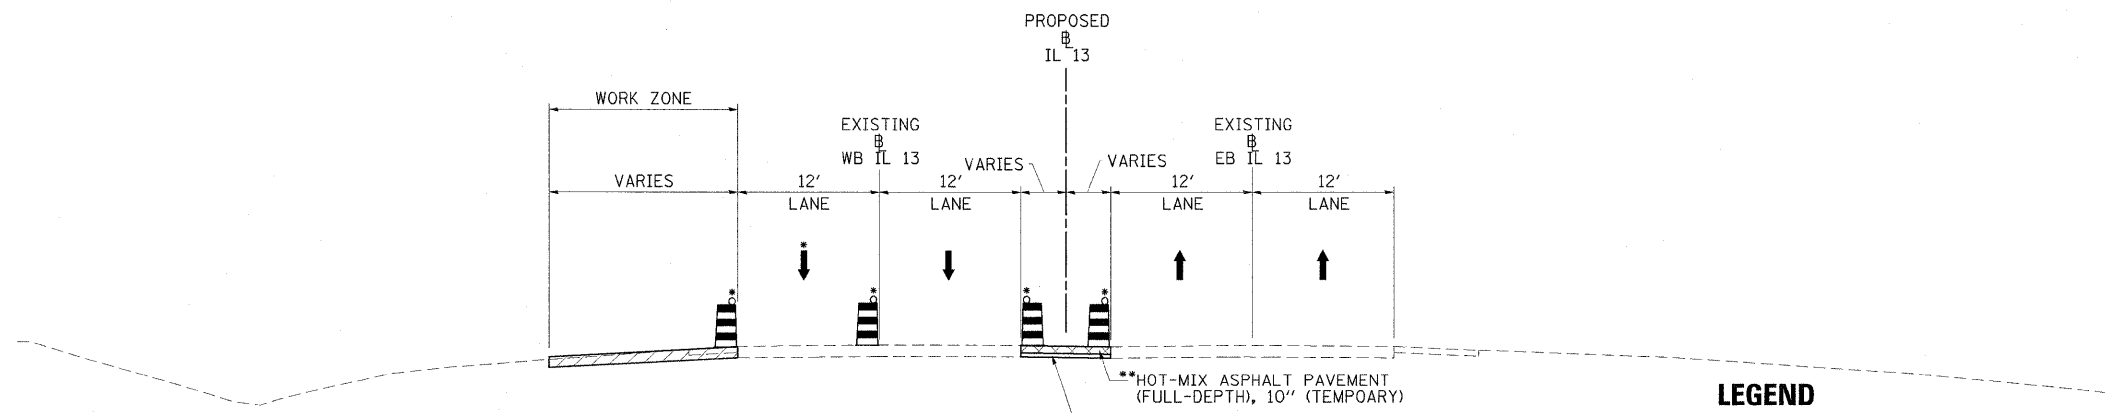 PROPOSED
℄
IL 13
WORK ZONE
EXISTING
℄
WB IL 13
EXISTING
℄
EB IL 13
VARIES
VARIES
VARIES
12'
12'
12'
12'
LANE
LANE
LANE
LANE
*
*
*
*
*
**HOT-MIX ASPHALT PAVEMENT
(FULL-DEPTH), 10" (TEMPOARY)
LEGEND